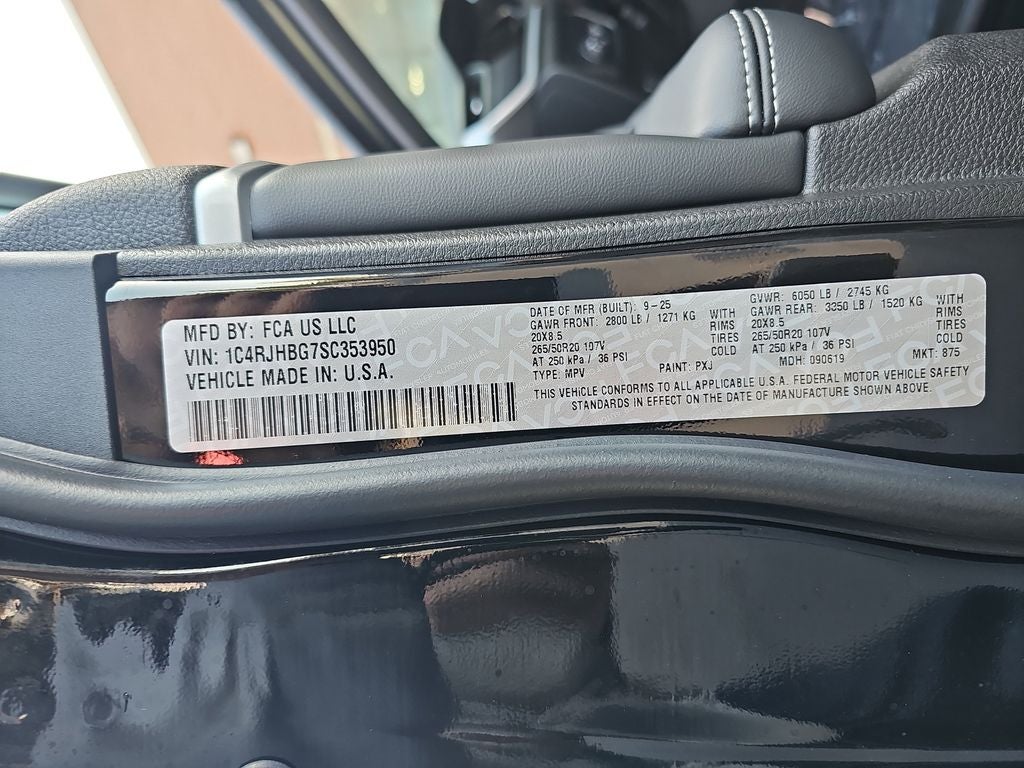 MFD BY: FCA US LLC
VIN: 1C4RJHBG7SC353950
VEHICLE MADE IN: U.S.A.
DATE OF MFR (BUILT): 9-25
GAWR FRONT: 2800 LB / 1271 KG WITH
20X8.5 RIMS
265/50R20 107V TIRES
AT 250 kPa / 36 PSI COLD
TYPE: MPV PAINT: PXJ
GVWR: 6050 LB / 2745 KG
GAWR REAR: 3350 LB / 1520 KG WITH
20X8.5 RIMS
265/50R20 107V TIRES
AT 250 kPa / 36 PSI COLD
MDH: 090619 MKT: 875
THIS VEHICLE CONFORMS TO ALL APPLICABLE U.S.A. FEDERAL MOTOR VEHICLE SAFETY
STANDARDS IN EFFECT ON THE DATE OF MANUFACTURE SHOWN ABOVE.